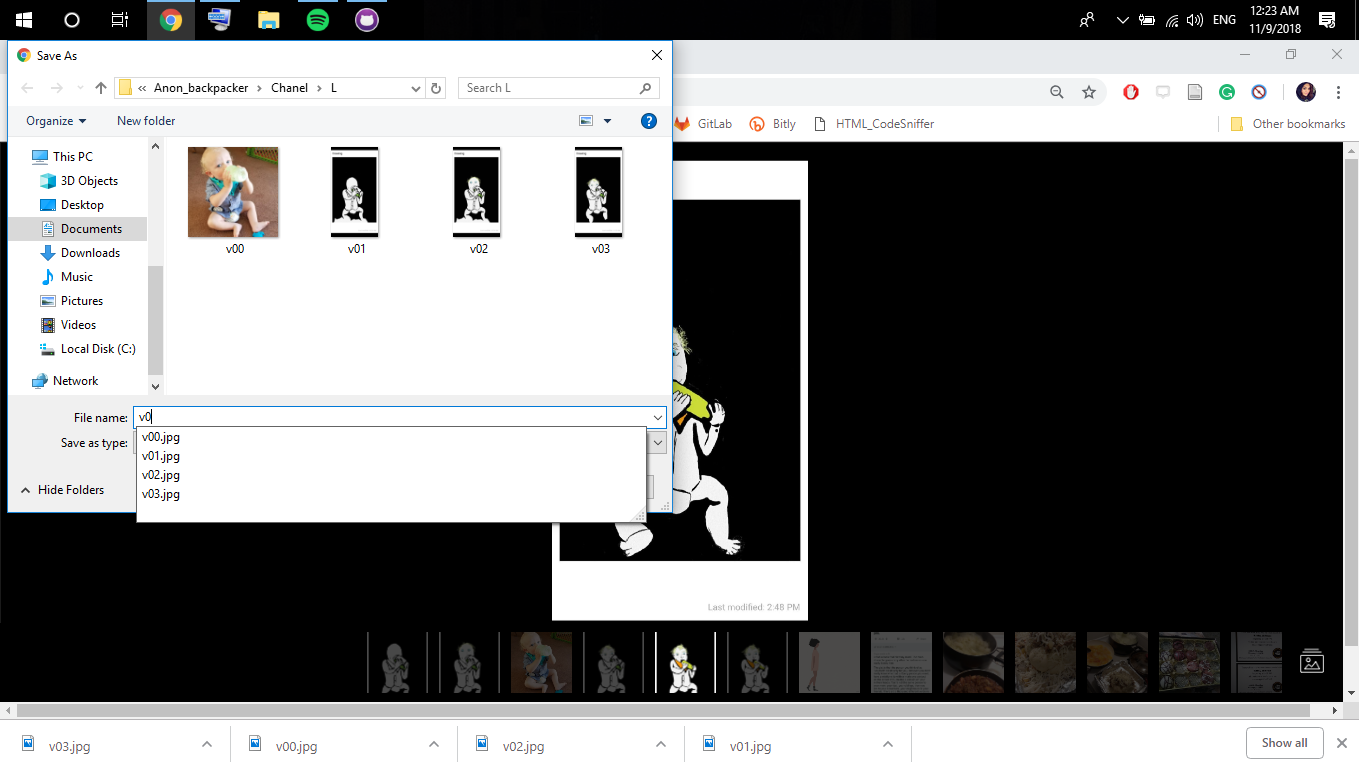 ENG
12:23 AM
11/9/2018
Save As
« Anon_backpacker › Chanel › L
Search L
Organize
New folder
GitLab
Bitly
HTML_CodeSniffer
Other bookmarks
This PC
3D Objects
Desktop
Documents
Downloads
Music
Pictures
Videos
Local Disk (C:)
Network
v00
v01
v02
v03
File name:
v0
Save as type:
v00.jpg
v01.jpg
v02.jpg
v03.jpg
Hide Folders
Last modified: 2:48 PM
v03.jpg
v00.jpg
v02.jpg
v01.jpg
Show all